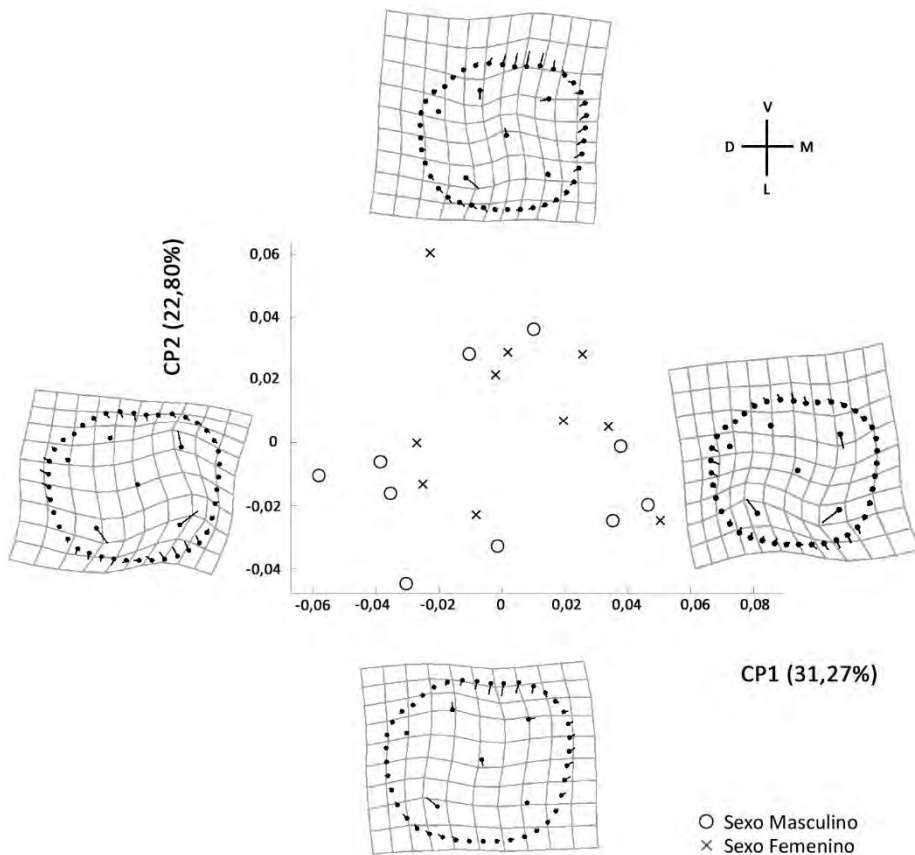 V
D M
L
CP2 (22,80%)
0,06
0,04
0,02
0
-0,02
-0,04
-0,06 -0,04 -0,02 0 0,02 0,04 0,06 0,08
CP1 (31,27%)
Sexo Masculino
Sexo Femenino